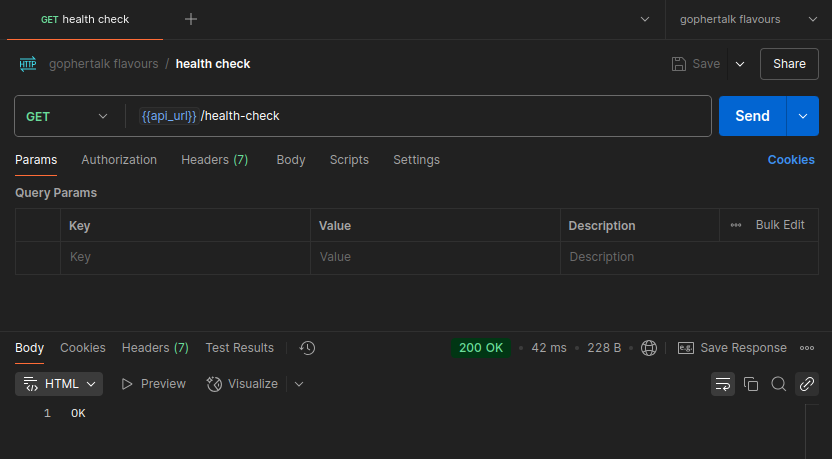 GET health check
gophertalk flavours
HTTP gophertalk flavours / health check Save Share
GET {{api_url}}/health-check Send
Params Authorization Headers (7) Body Scripts Settings Cookies
Query Params
Key Value Description Bulk Edit
Key Value Description
Body Cookies Headers (7) Test Results 200 OK • 42 ms • 228 B • e.g. Save Response
HTML Preview Visualize
1 OK